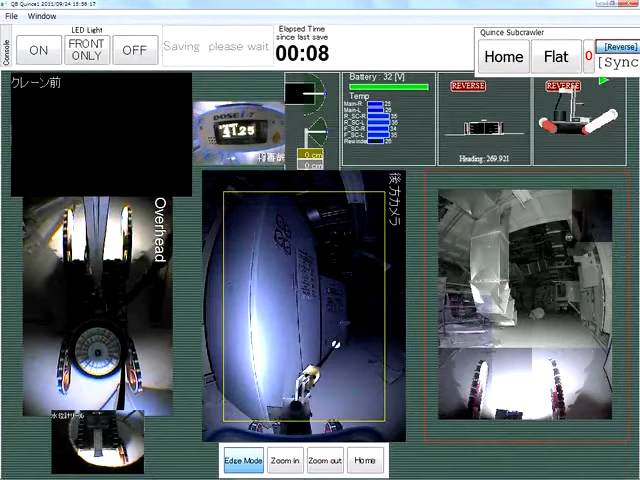 QB Quince1 2011/09/24 15:56:17
File Window
Console
LED Light
ON
FRONT ONLY
OFF
Saving please wait
Elapsed Time
since last save
00:08
Quince Subcrawler
Home
Flat
0
[Reverse]
[Sync
クレーン前
DOSE
0 cm
0 cm
Battery : 32 [V]
Temp
Main-R
Main-L
R_SC-R
R_SC-L
F_SC-R
F_SC-L
Rewinder
REVERSE
Heading: 269.921
REVERSE
Overhead
後方カメラ
Edge Mode
Zoom in
Zoom out
Home